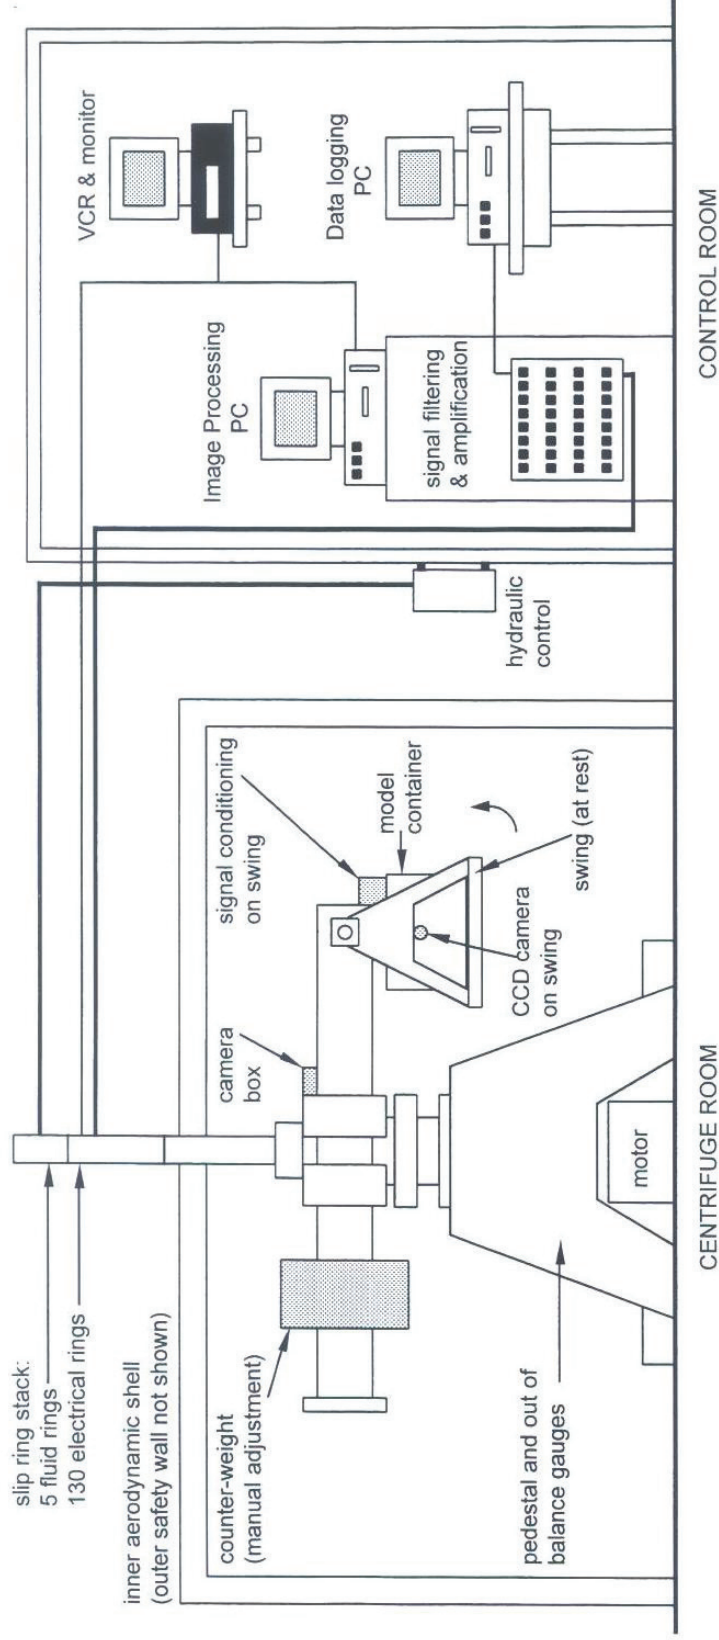 slip ring stack:
5 fluid rings
130 electrical rings
inner aerodynamic shell
(outer safety wall not shown)
counter-weight
(manual adjustment)
camera
box
signal conditioning
on swing
model
container
swing (at rest)
CCD camera
on swing
pedestal and out of
balance gauges
motor
CENTRIFUGE ROOM
hydraulic
control
VCR & monitor
Image Processing
PC
Data logging
PC
signal filtering
& amplification
CONTROL ROOM